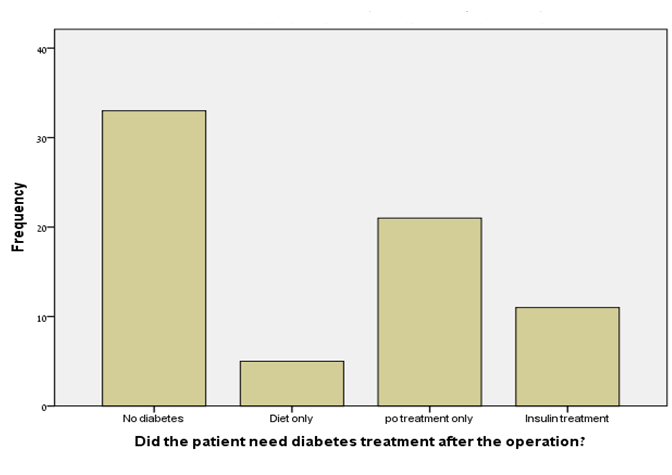 40
30
20
10
0
Frequency
No diabetes
Diet only
po treatment only
Insulin treatment
Did the patient need diabetes treatment after the operation?